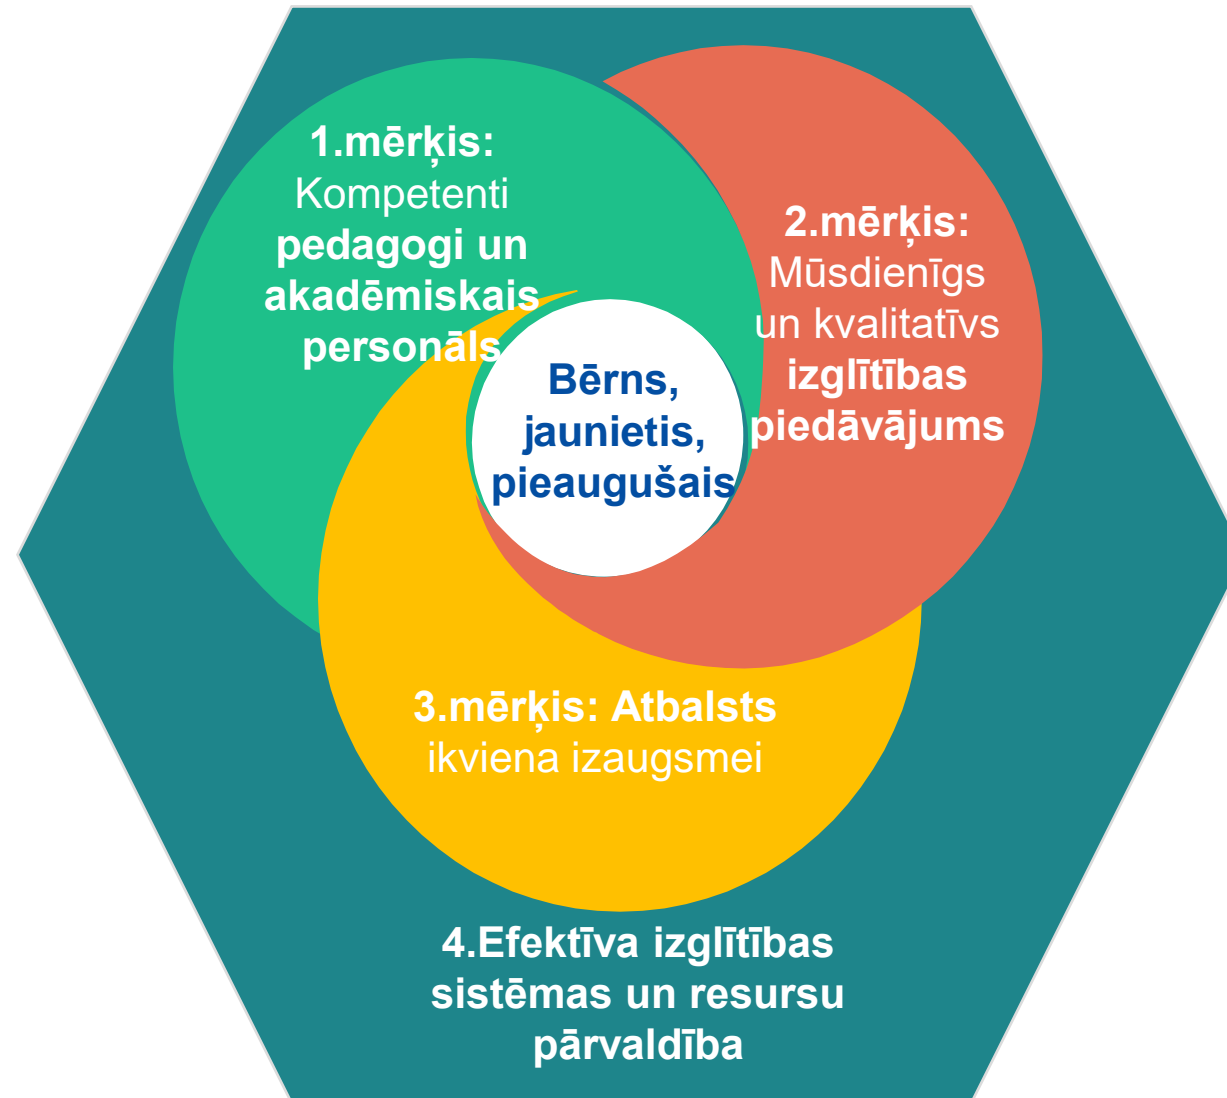 1.mērķis:
Kompetenti
pedagogi un
akadēmiskais
personāls
2.mērķis:
Mūsdienīgs
un kvalitatīvs
izglītības
piedāvājums
Bērns,
jaunietis,
pieaugušais
3.mērķis: Atbalsts
ikviena izaugsmei
4.Efektīva izglītības
sistēmas un resursu
pārvaldība